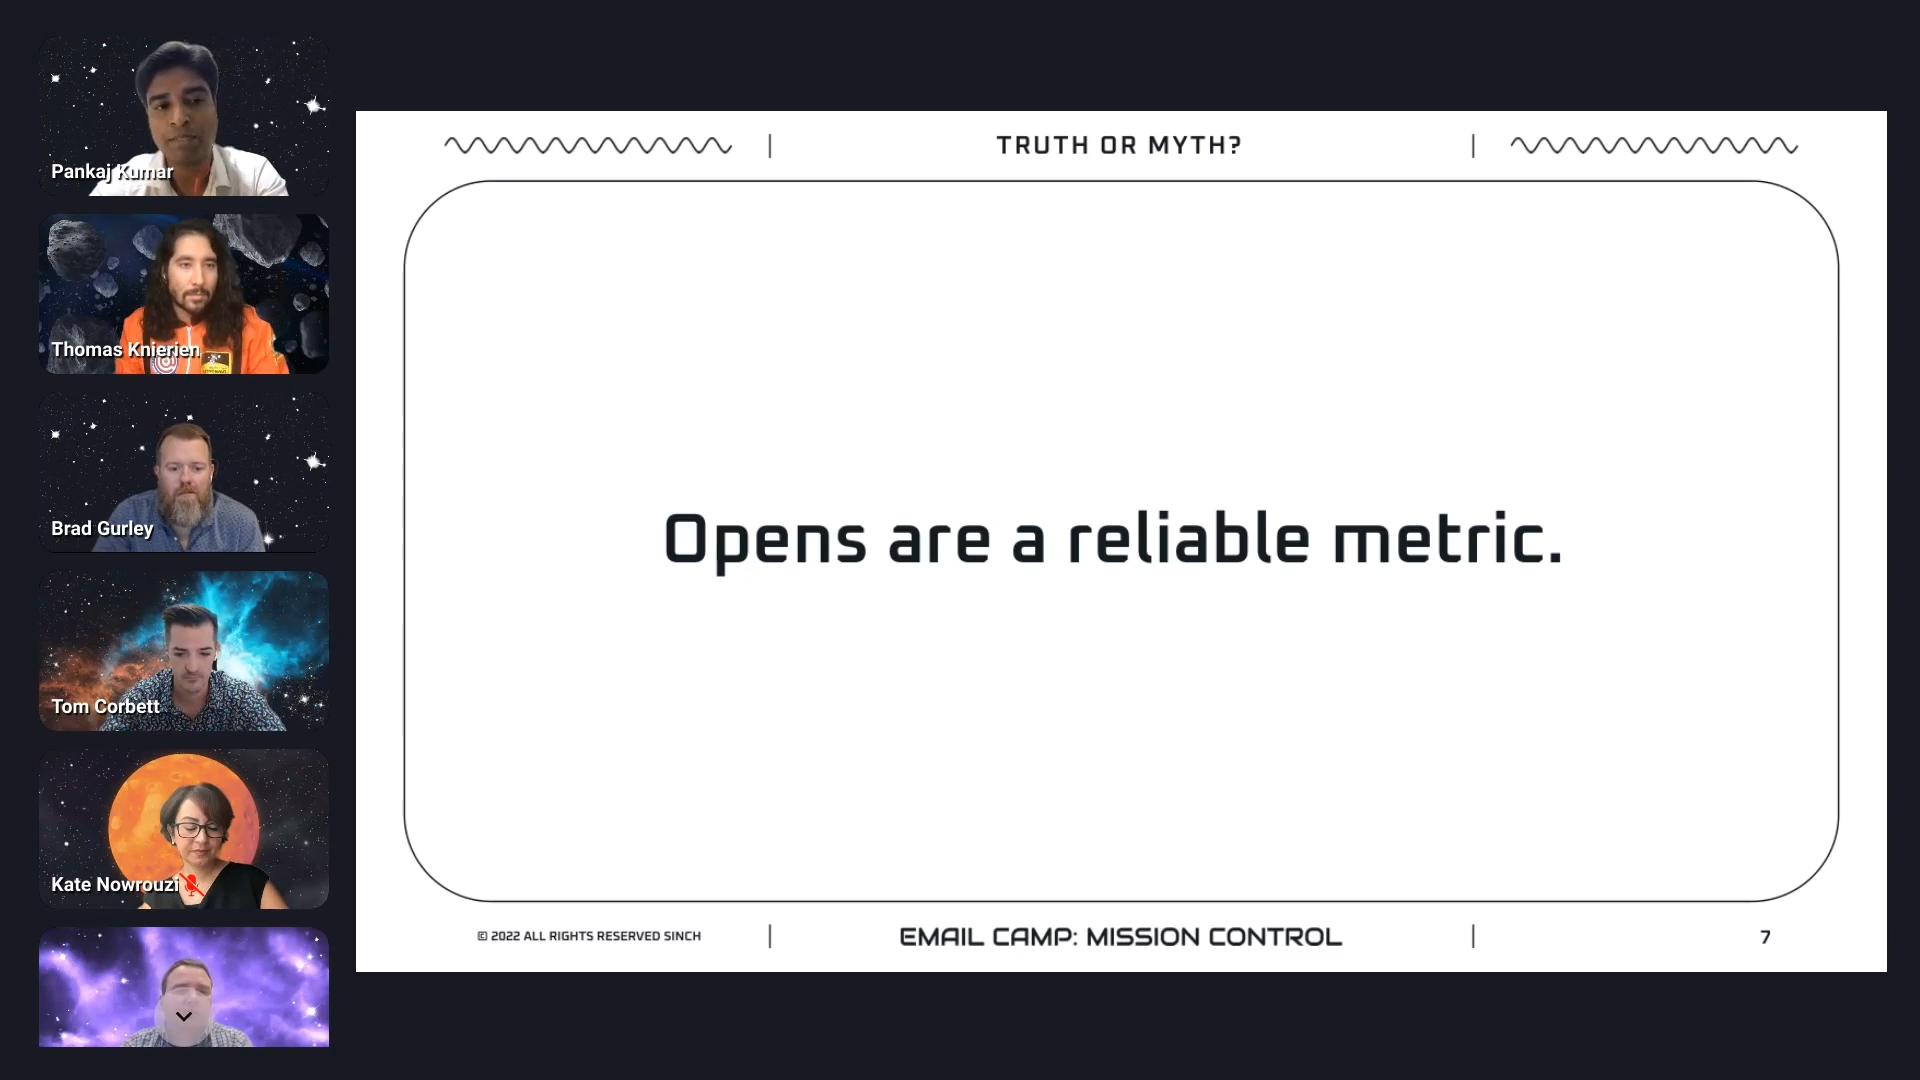 Pankaj Kumar
Thomas Knierien
Brad Gurley
Tom Corbett
Kate Nowrouzi
TRUTH OR MYTH?
Opens are a reliable metric.
© 2022 ALL RIGHTS RESERVED SINCH
EMAIL CAMP: MISSION CONTROL
7